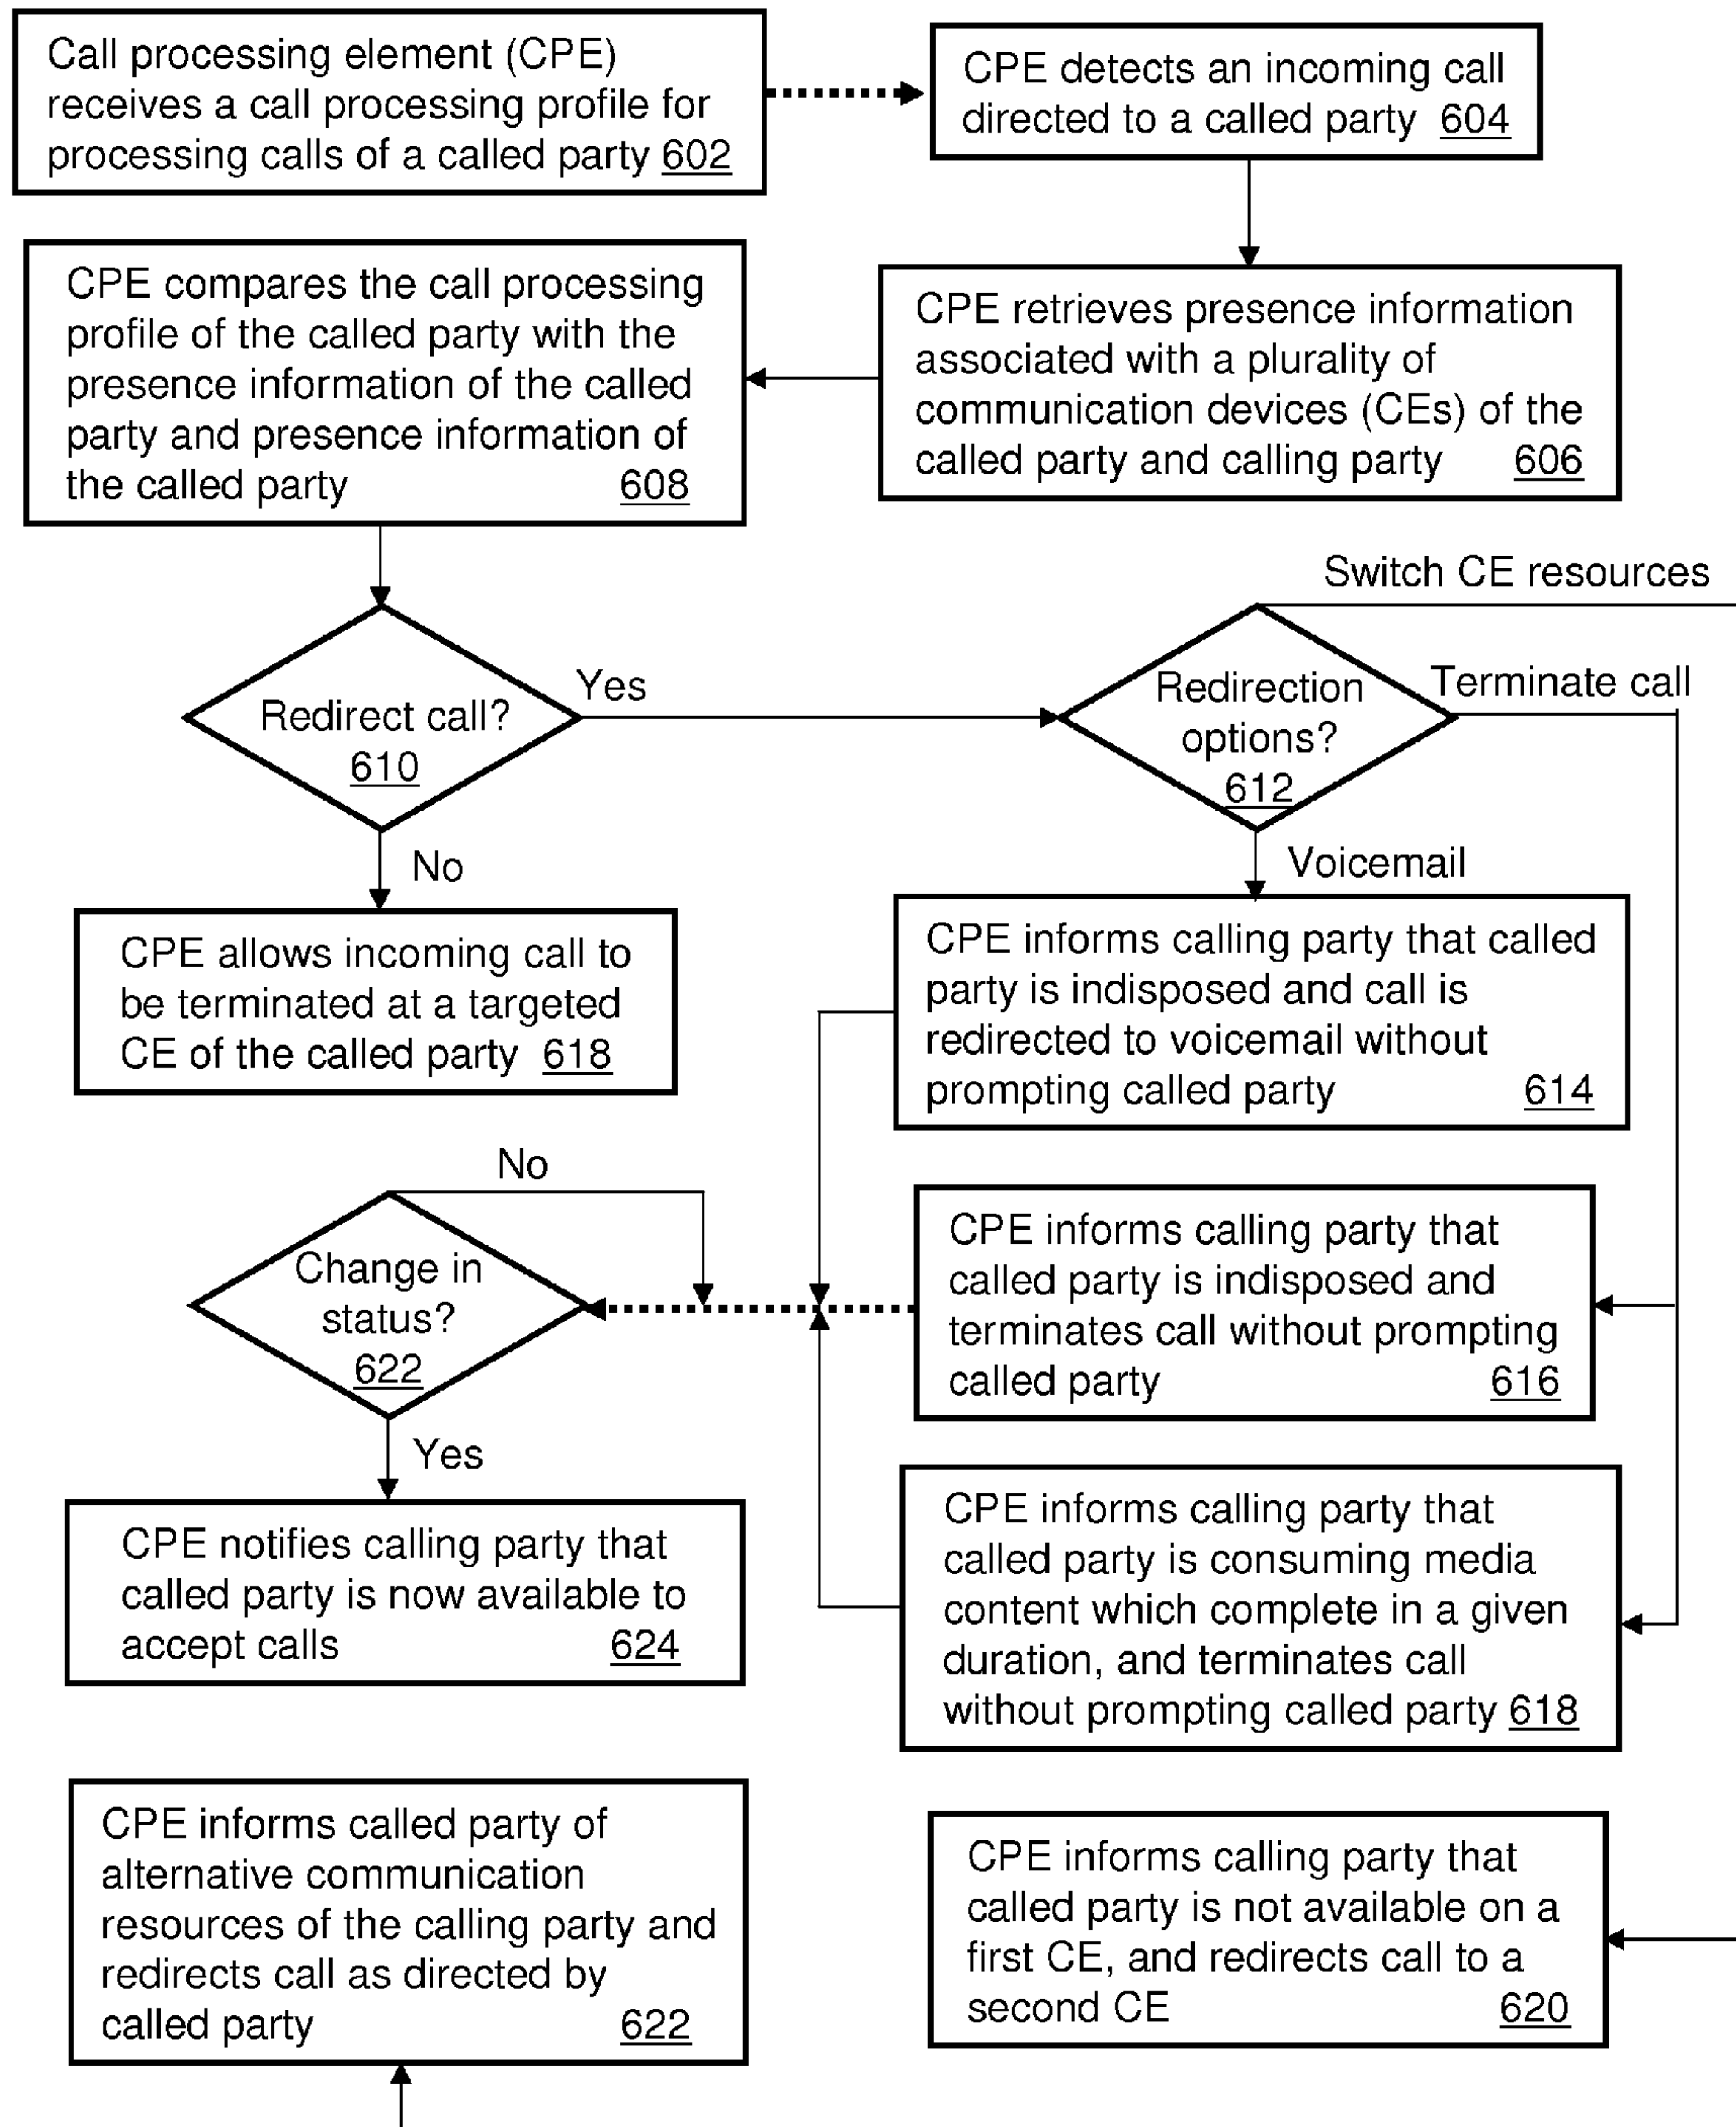 Call processing element (CPE)
receives a call processing profile for
processing calls of a called party 602
CPE detects an incoming call
directed to a called party 604
CPE compares the call processing
profile of the called party with the
presence information of the called
party and presence information of
the called party 608
CPE retrieves presence information
associated with a plurality of
communication devices (CEs) of the
called party and calling party 606
Switch CE resources
Redirect call?
610
Yes
Redirection
options?
612
Terminate call
No
Voicemail
CPE allows incoming call to
be terminated at a targeted
CE of the called party 618
CPE informs calling party that called
party is indisposed and call is
redirected to voicemail without
prompting called party 614
No
Change in
status?
622
Yes
CPE informs calling party that
called party is indisposed and
terminates call without prompting
called party 616
CPE notifies calling party that
called party is now available to
accept calls 624
CPE informs calling party that
called party is consuming media
content which complete in a given
duration, and terminates call
without prompting called party 618
CPE informs called party of
alternative communication
resources of the calling party and
redirects call as directed by
called party 622
CPE informs calling party that
called party is not available on a
first CE, and redirects call to a
second CE 620